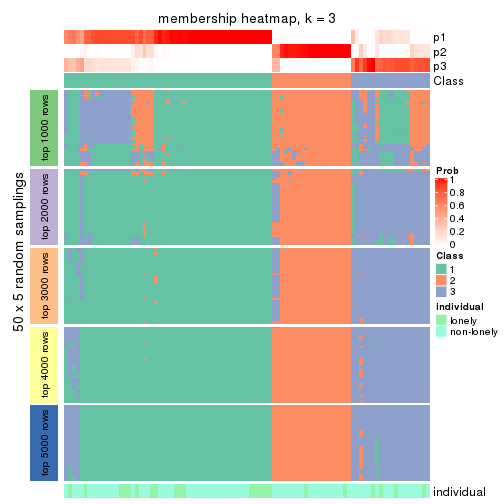 membership heatmap, k = 3
p1
p2
p3
Class
50 x 5 random samplings
top 1000 rows
top 2000 rows
top 3000 rows
top 4000 rows
top 5000 rows
Prob
1
0.8
0.6
0.4
0.2
0
Class
1
2
3
individual
lonely
non-lonely
individual